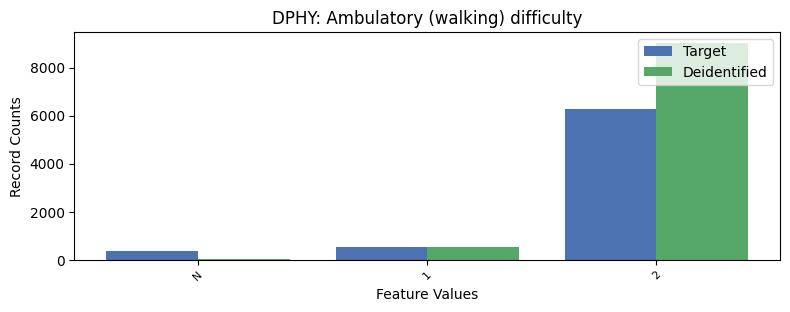 DPHY: Ambulatory (walking) difficulty
Target
Deidentified
Record Counts
8000
6000
4000
2000
0
N
1
2
Feature Values